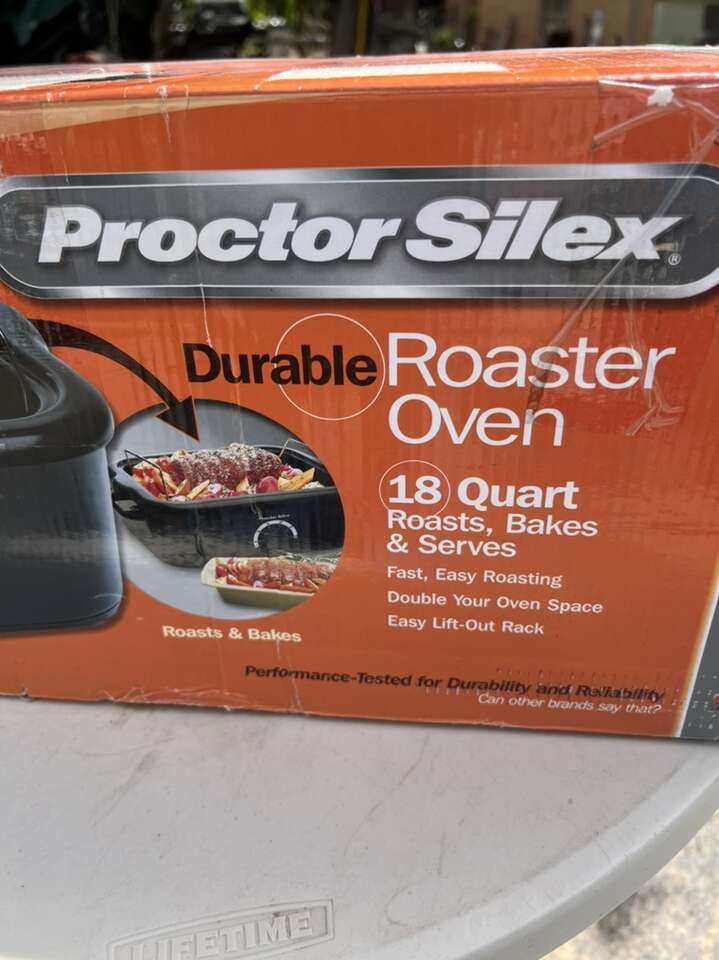 Proctor Silex®
Durable Roaster
Oven
18 Quart
Roasts, Bakes
& Serves
Fast, Easy Roasting
Double Your Oven Space
Easy Lift-Out Rack
Roasts & Bakes
Performance-Tested for Durability and Reliability
Can other brands say that?
LIFETIME